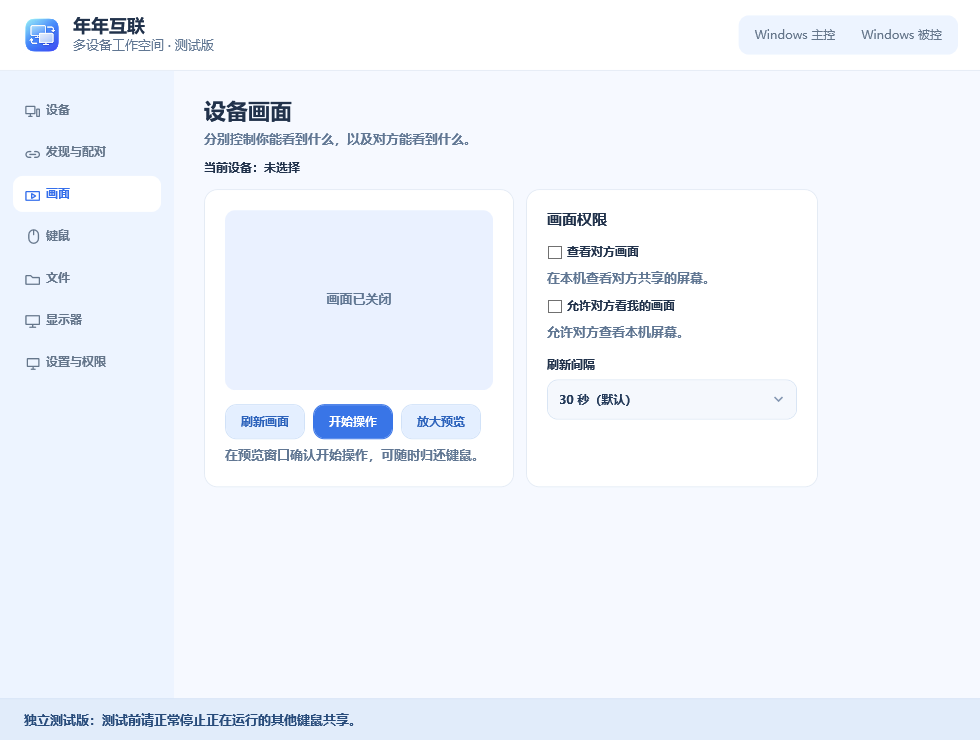 年年互联
多设备工作空间 · 测试版
Windows 主控
Windows 被控
设备
发现与配对
画面
键鼠
文件
显示器
设置与权限
设备画面
分别控制你能看到什么，以及对方能看到什么。
当前设备：未选择
画面已关闭
刷新画面
开始操作
放大预览
在预览窗口确认开始操作，可随时归还键鼠。
画面权限
查看对方画面
在本机查看对方共享的屏幕。
允许对方看我的画面
允许对方查看本机屏幕。
刷新间隔
30 秒（默认）
独立测试版：测试前请正常停止正在运行的其他键鼠共享。